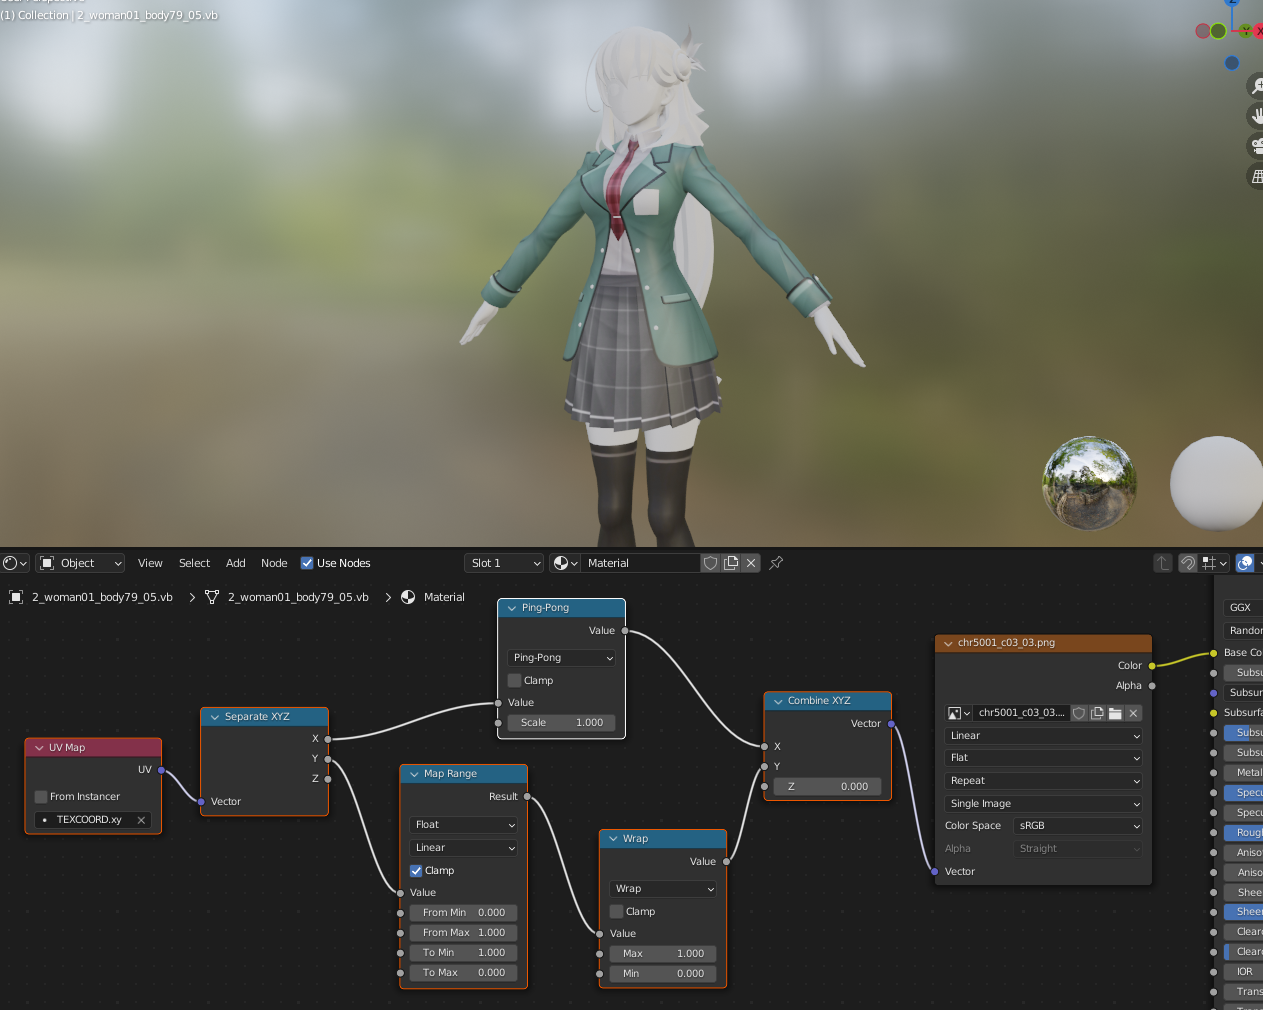 (1) Collection | 2_woman01_body79_05.vb
Z
Y
X
Object
View
Select
Add
Node
Use Nodes
Slot 1
Material
2_woman01_body79_05.vb
2_woman01_body79_05.vb
Material
UV Map
UV
From Instancer
TEXCOORD.xy
Separate XYZ
X
Y
Z
Vector
Ping-Pong
Value
Ping-Pong
Clamp
Value
Scale 1.000
Map Range
Result
Float
Linear
Clamp
Value
From Min 0.000
From Max 1.000
To Min 1.000
To Max 0.000
Wrap
Value
Wrap
Clamp
Value
Max 1.000
Min 0.000
Combine XYZ
Vector
X
Y
Z 0.000
chr5001_c03_03.png
Color
Alpha
chr5001_c03_03....
Linear
Flat
Repeat
Single Image
Color Space sRGB
Alpha Straight
Vector
GGX
Randon
Base Co
Subsu
Subsur
Subsurfa
Subsu
Subsu
Metal
Specu
Specu
Rough
Aniso
Aniso
Shee
Sheer
Clear
Clear
IOR
Trans